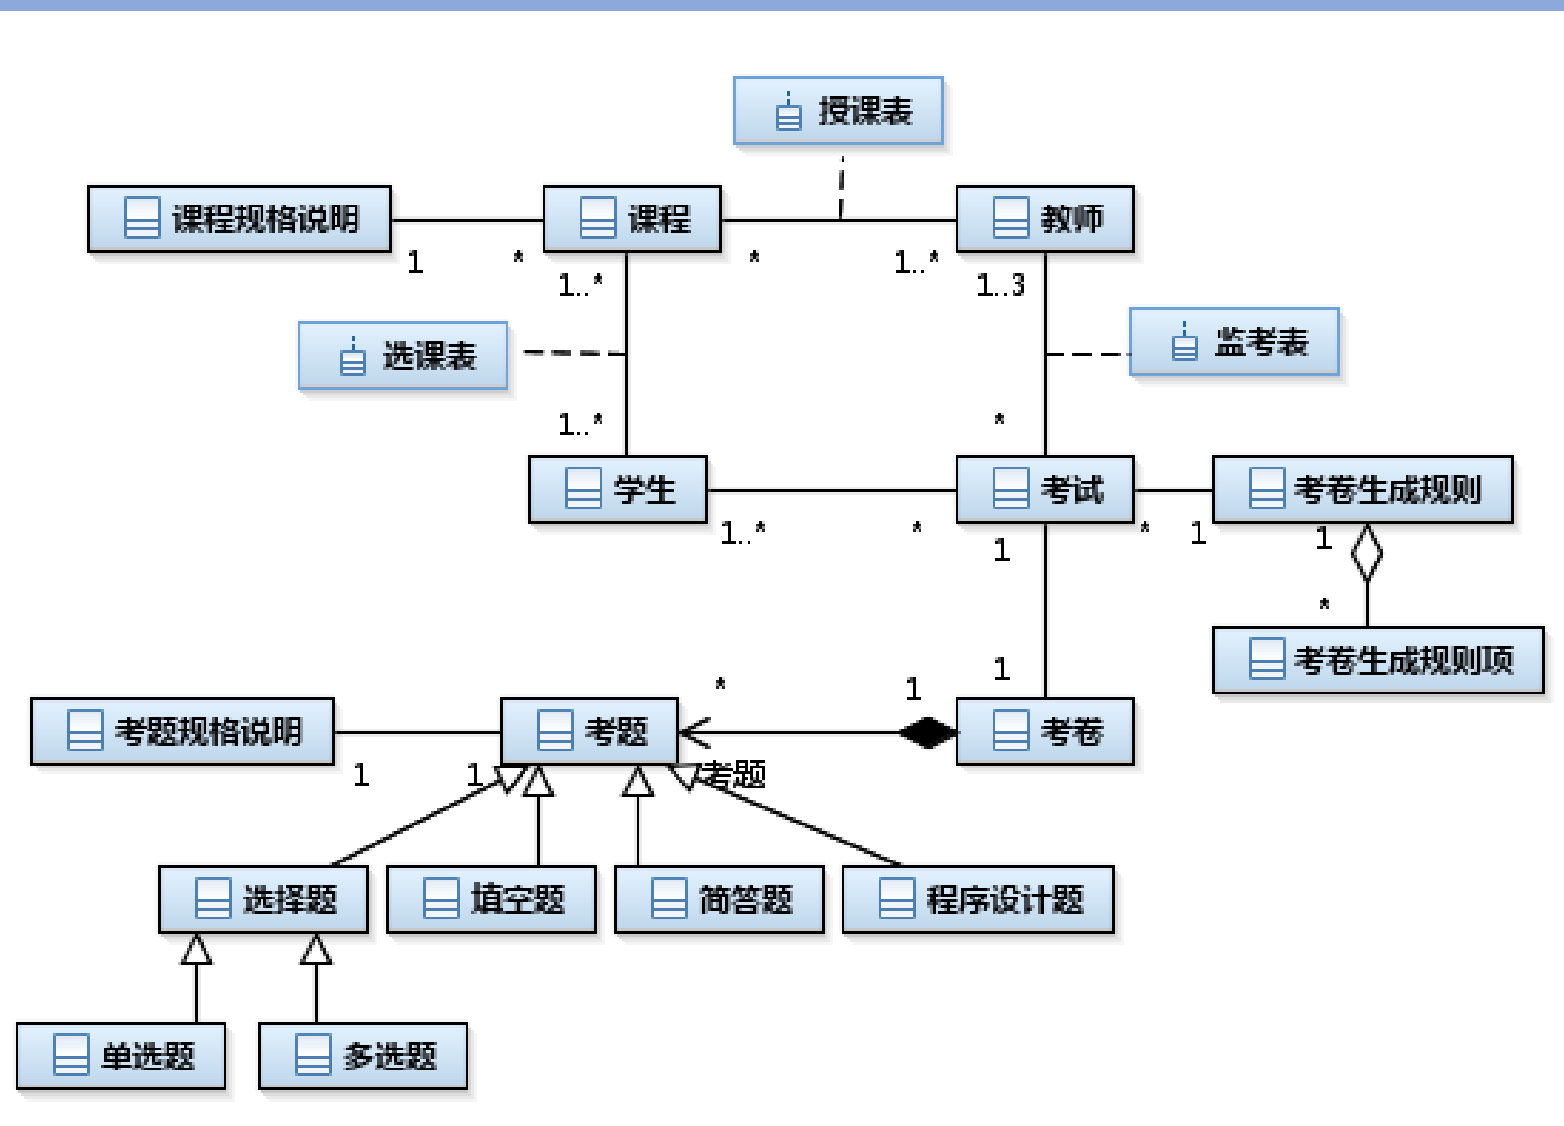 授课表
课程规格说明
课程
教师
1
*
*
1..*
1..*
1..3
选课表
监考表
1..*
*
学生
考试
考卷生成规则
1..*
*
*
1
1
1
*
考卷生成规则项
1
*
1
考题规格说明
考题
考卷
1
1
考题
选择题
填空题
简答题
程序设计题
单选题
多选题